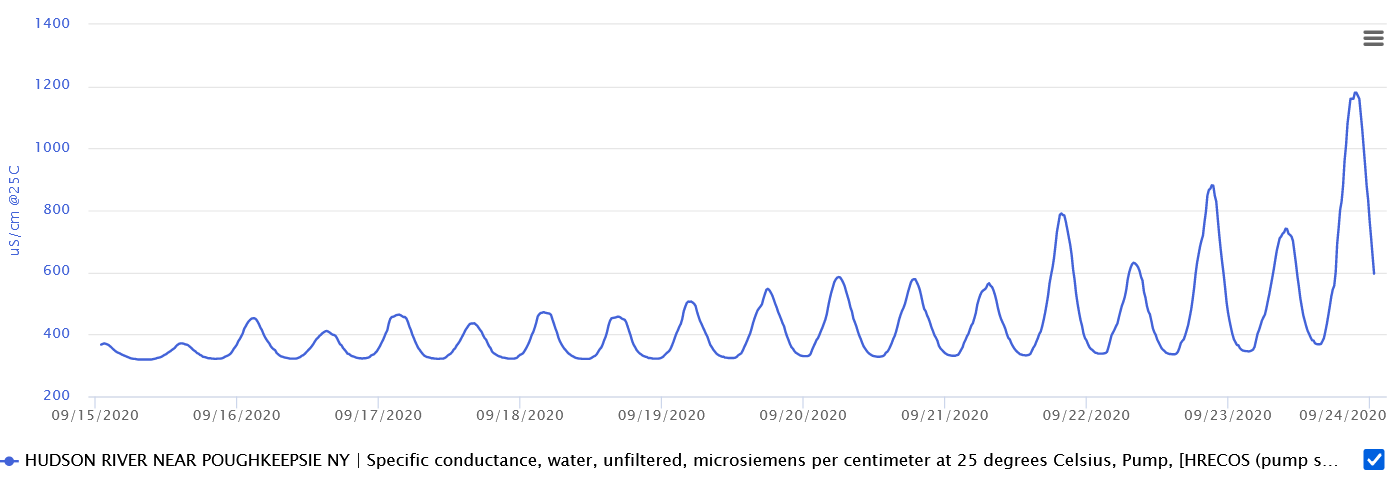 1400
1200
1000
800
600
400
200
uS/cm @25C
09/15/2020 09/16/2020 09/17/2020 09/18/2020 09/19/2020 09/20/2020 09/21/2020 09/22/2020 09/23/2020 09/24/2020
HUDSON RIVER NEAR POUGHKEEPSIE NY | Specific conductance, water, unfiltered, microsiemens per centimeter at 25 degrees Celsius, Pump, [HRECOS (pump s...